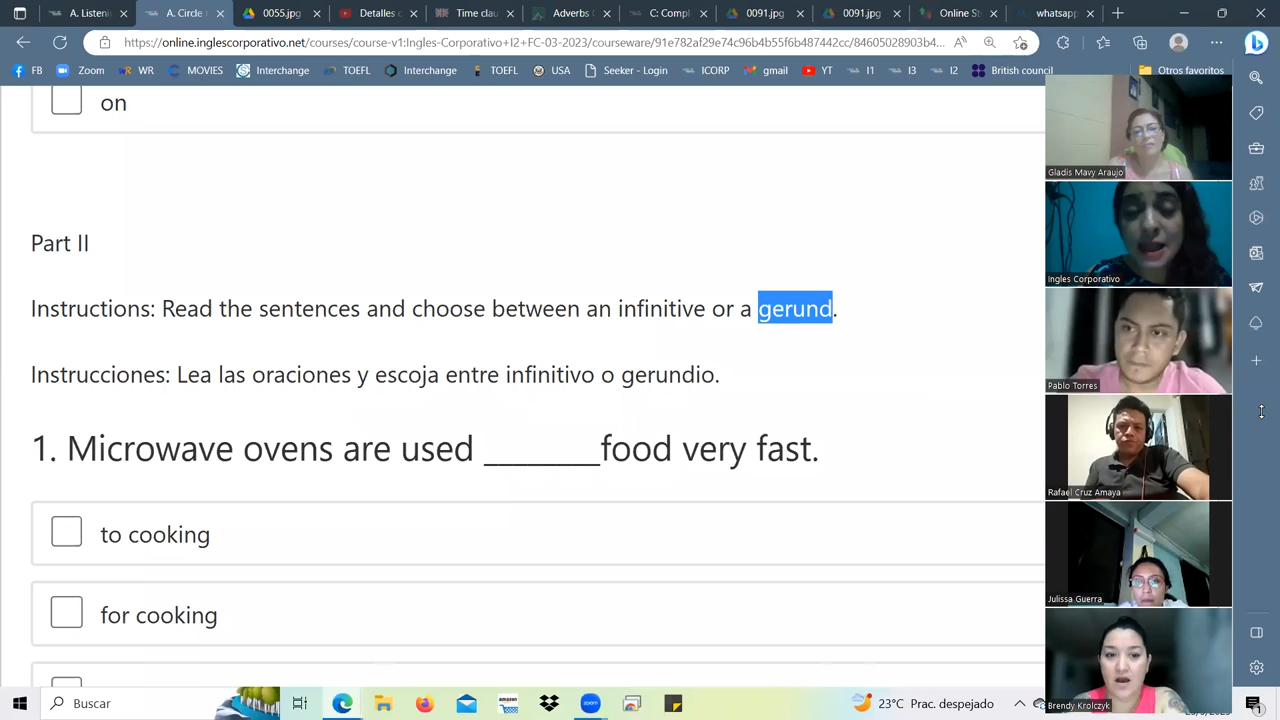 A. Listeni
A. Circle
0055.jpg
Detalles
Time clau
Adverbs
C: Compl
0091.jpg
0091.jpg
Online St
whatsapp
https://online.inglescorporativo.net/courses/course-v1:Ingles-Corporativo+I2+FC-03-2023/courseware/91e782af29e74c96b4b55f6b487442cc/84605028903b4...
FB
Zoom
WR
MOVIES
Interchange
TOEFL
Interchange
TOEFL
USA
Seeker - Login
ICORP
gmail
YT
I1
I3
I2
British council
Otros favoritos
on
Part II
Instructions: Read the sentences and choose between an infinitive or a gerund.
Instrucciones: Lea las oraciones y escoja entre infinitivo o gerundio.
1. Microwave ovens are used ________food very fast.
to cooking
for cooking
Gladis Mavy Araujo
Ingles Corporativo
Pablo Torres
Rafael Cruz Amaya
Julissa Guerra
Brendy Krolczyk
Buscar
amazon
zoom
23°C Prac. despejado
1